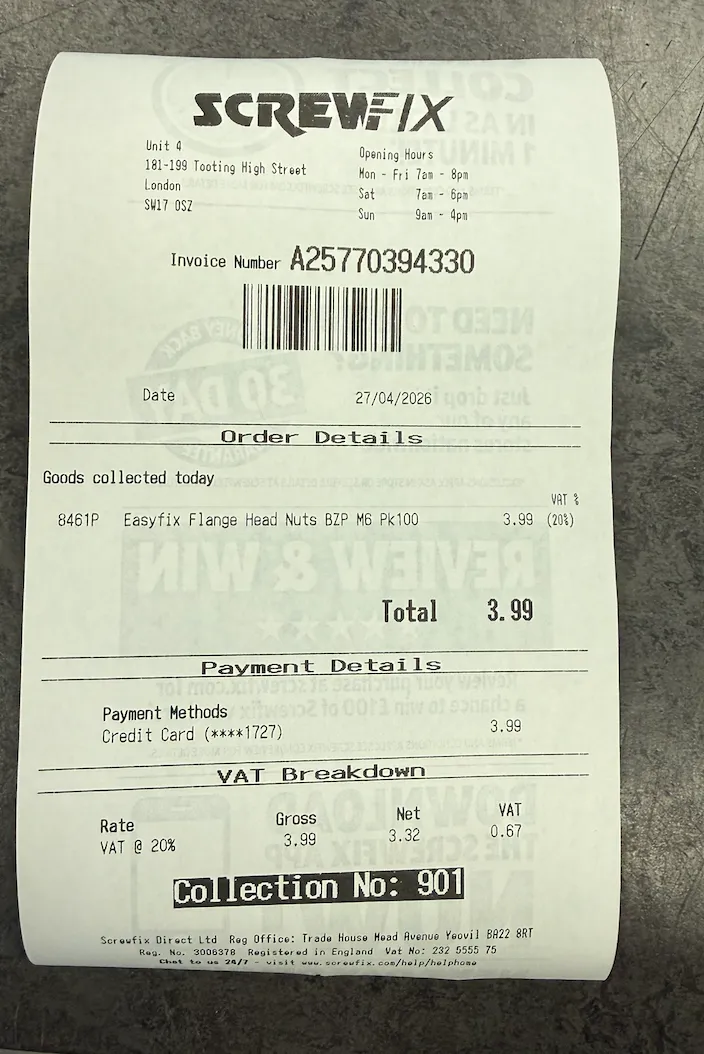 SCREWFIX
Unit 4
181-199 Tooting High Street
London
SW17 0SZ
Opening Hours
Mon - Fri 7am - 8pm
Sat 7am - 6pm
Sun 9am - 4pm
Invoice Number A25770394330
Date 27/04/2026
Order Details
Goods collected today
VAT %
8461P Easyfix Flange Head Nuts BZP M6 Pk100 3.99 (20%)
Total 3.99
Payment Details
Payment Methods
Credit Card (****1727) 3.99
VAT Breakdown
Rate Gross Net VAT
VAT @ 20% 3.99 3.32 0.67
Collection No: 901
Screwfix Direct Ltd Reg Office: Trade House Mead Avenue Yeovil BA22 8RT
Reg. No. 3006378 Registered in England Vat No: 232 5555 75
Chat to us 24/7 - visit www.screwfix.com/help/helphome